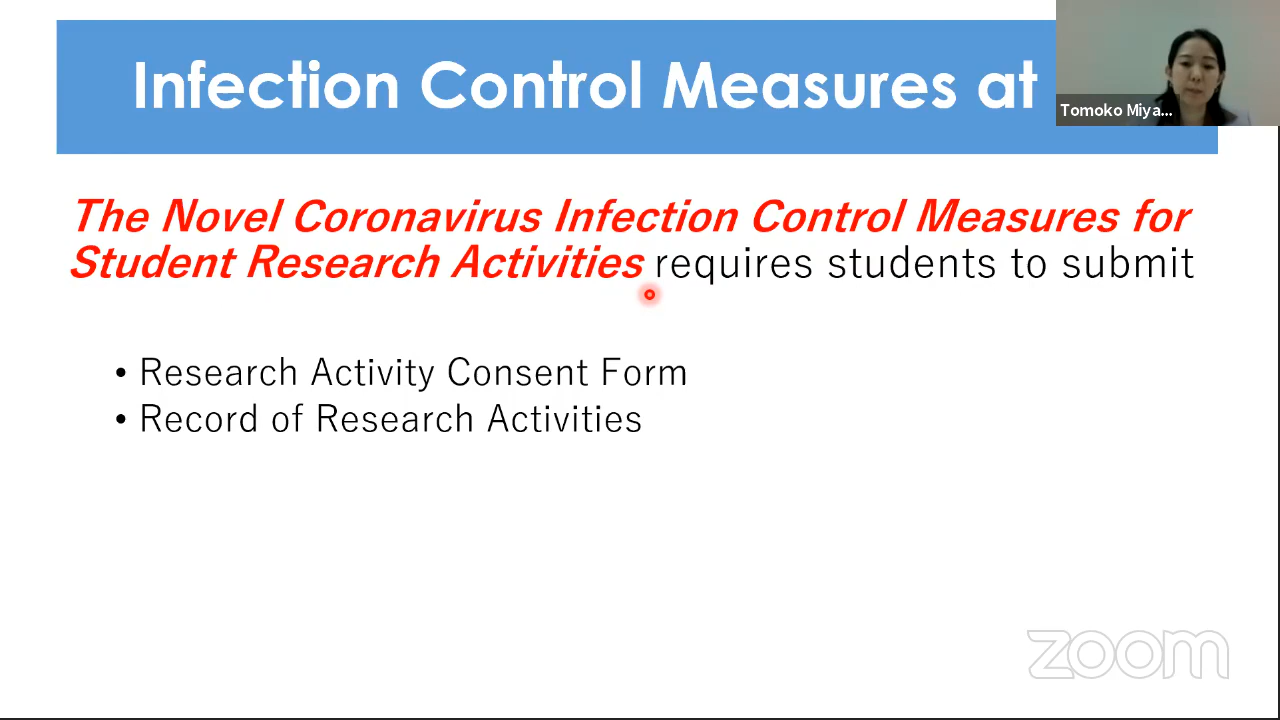 Infection Control Measures at
Tomoko Miya...
The Novel Coronavirus Infection Control Measures for
Student Research Activities requires students to submit
• Research Activity Consent Form
• Record of Research Activities
zoom